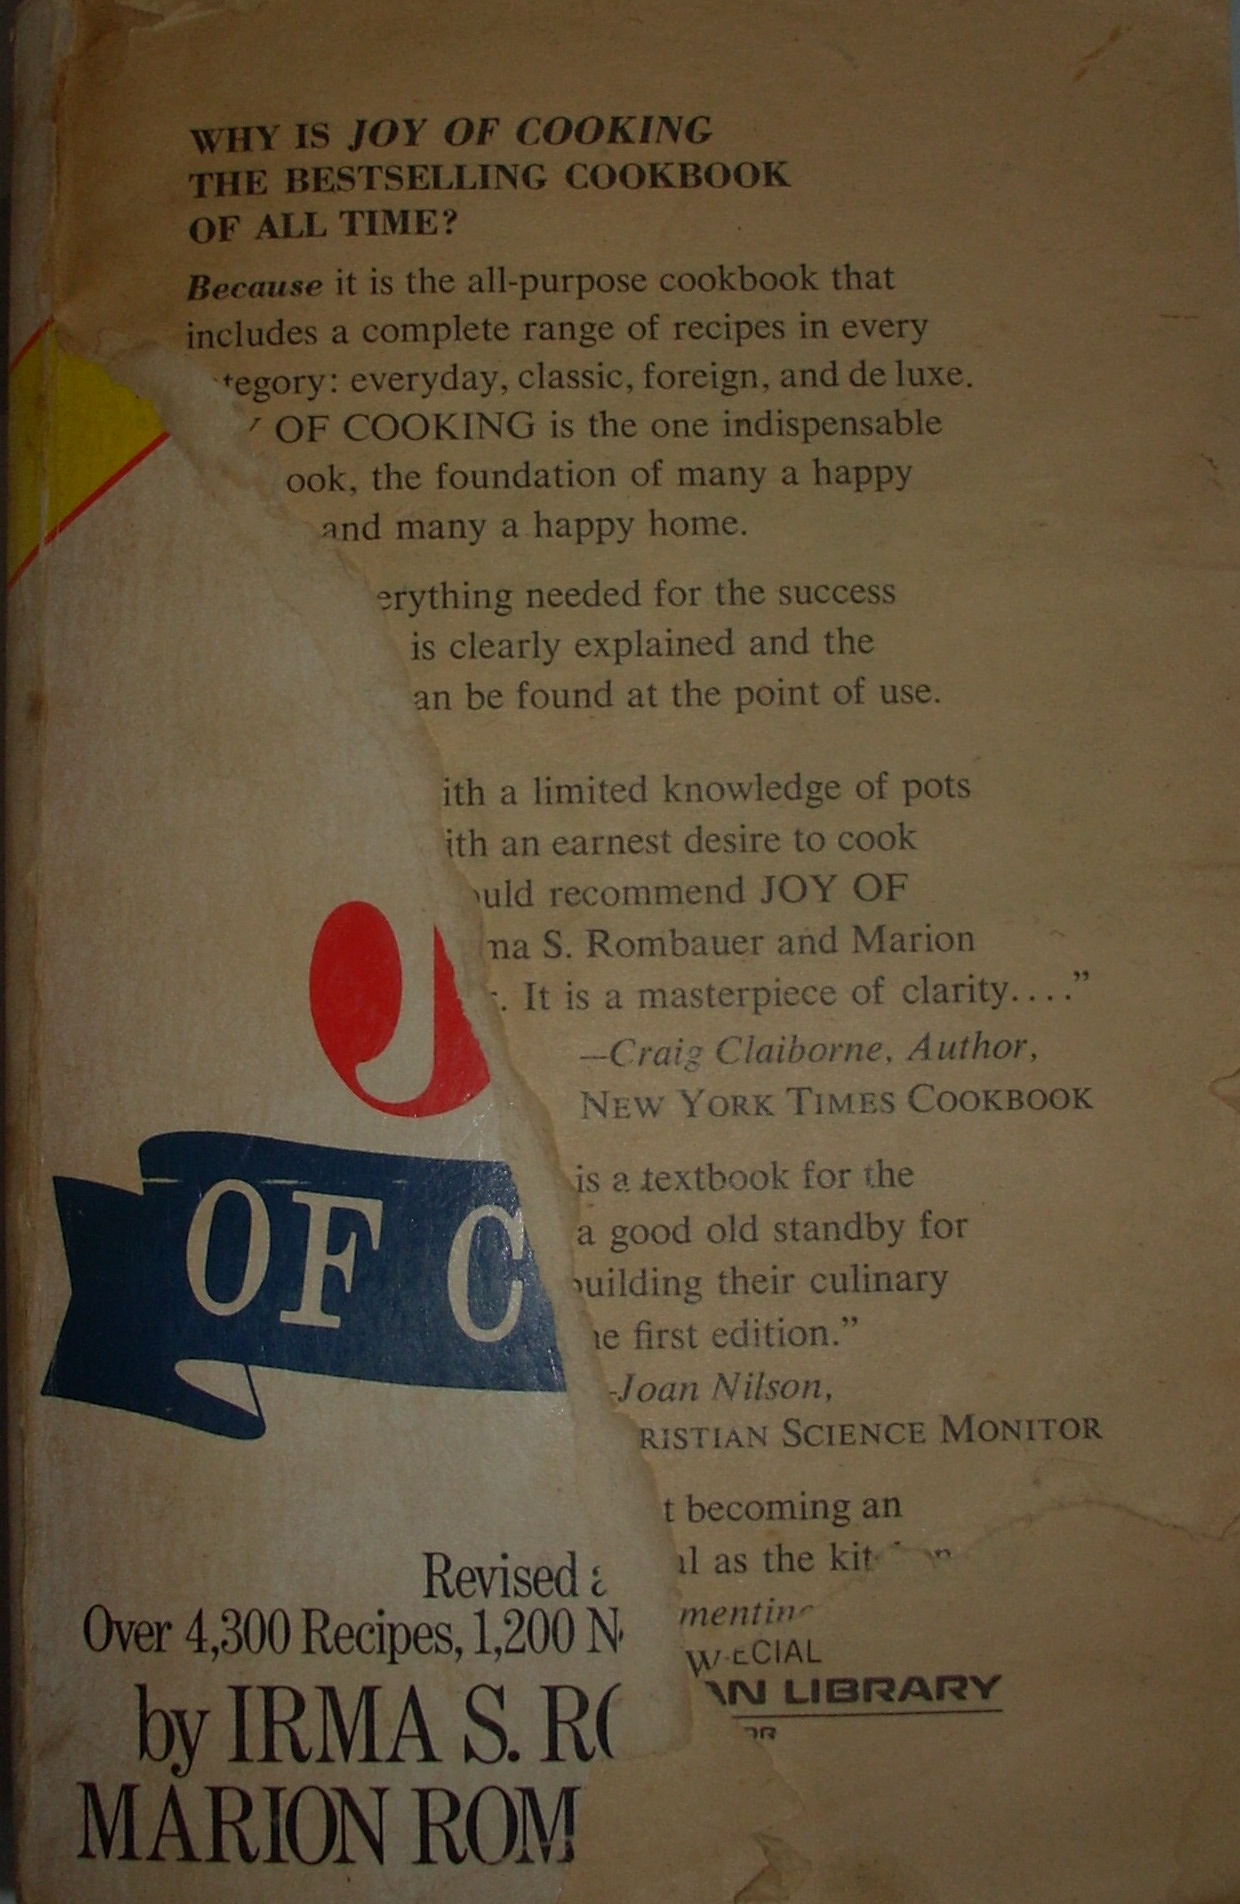 WHY IS JOY OF COOKING
THE BESTSELLING COOKBOOK
OF ALL TIME?
Because it is the all-purpose cookbook that
includes a complete range of recipes in every
tegory: everyday, classic, foreign, and de luxe.
OF COOKING is the one indispensable
ook, the foundation of many a happy
and many a happy home.
erything needed for the success
is clearly explained and the
an be found at the point of use.
ith a limited knowledge of pots
ith an earnest desire to cook
uld recommend JOY OF
ma S. Rombauer and Marion
. It is a masterpiece of clarity....”
—Craig Claiborne, Author,
NEW YORK TIMES COOKBOOK
is a textbook for the
a good old standby for
uilding their culinary
e first edition.”
-Joan Nilson,
RISTIAN SCIENCE MONITOR
t becoming an
l as the kit
mentin
ECIAL
AN LIBRARY
OR
J
OF C
Revised
Over 4,300 Recipes, 1,200 N
by IRMA S. RO
MARION ROM